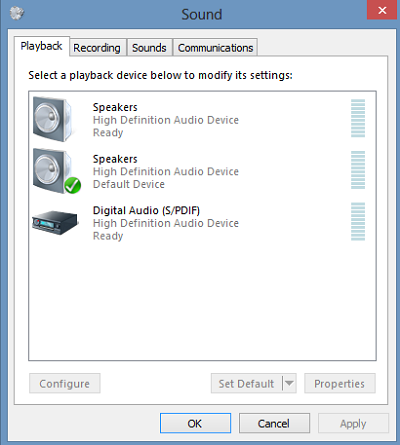 Sound
Playback Recording Sounds Communications
Select a playback device below to modify its settings:
Speakers
High Definition Audio Device
Ready
Speakers
High Definition Audio Device
Default Device
Digital Audio (S/PDIF)
High Definition Audio Device
Ready
Configure Set Default Properties
OK Cancel Apply